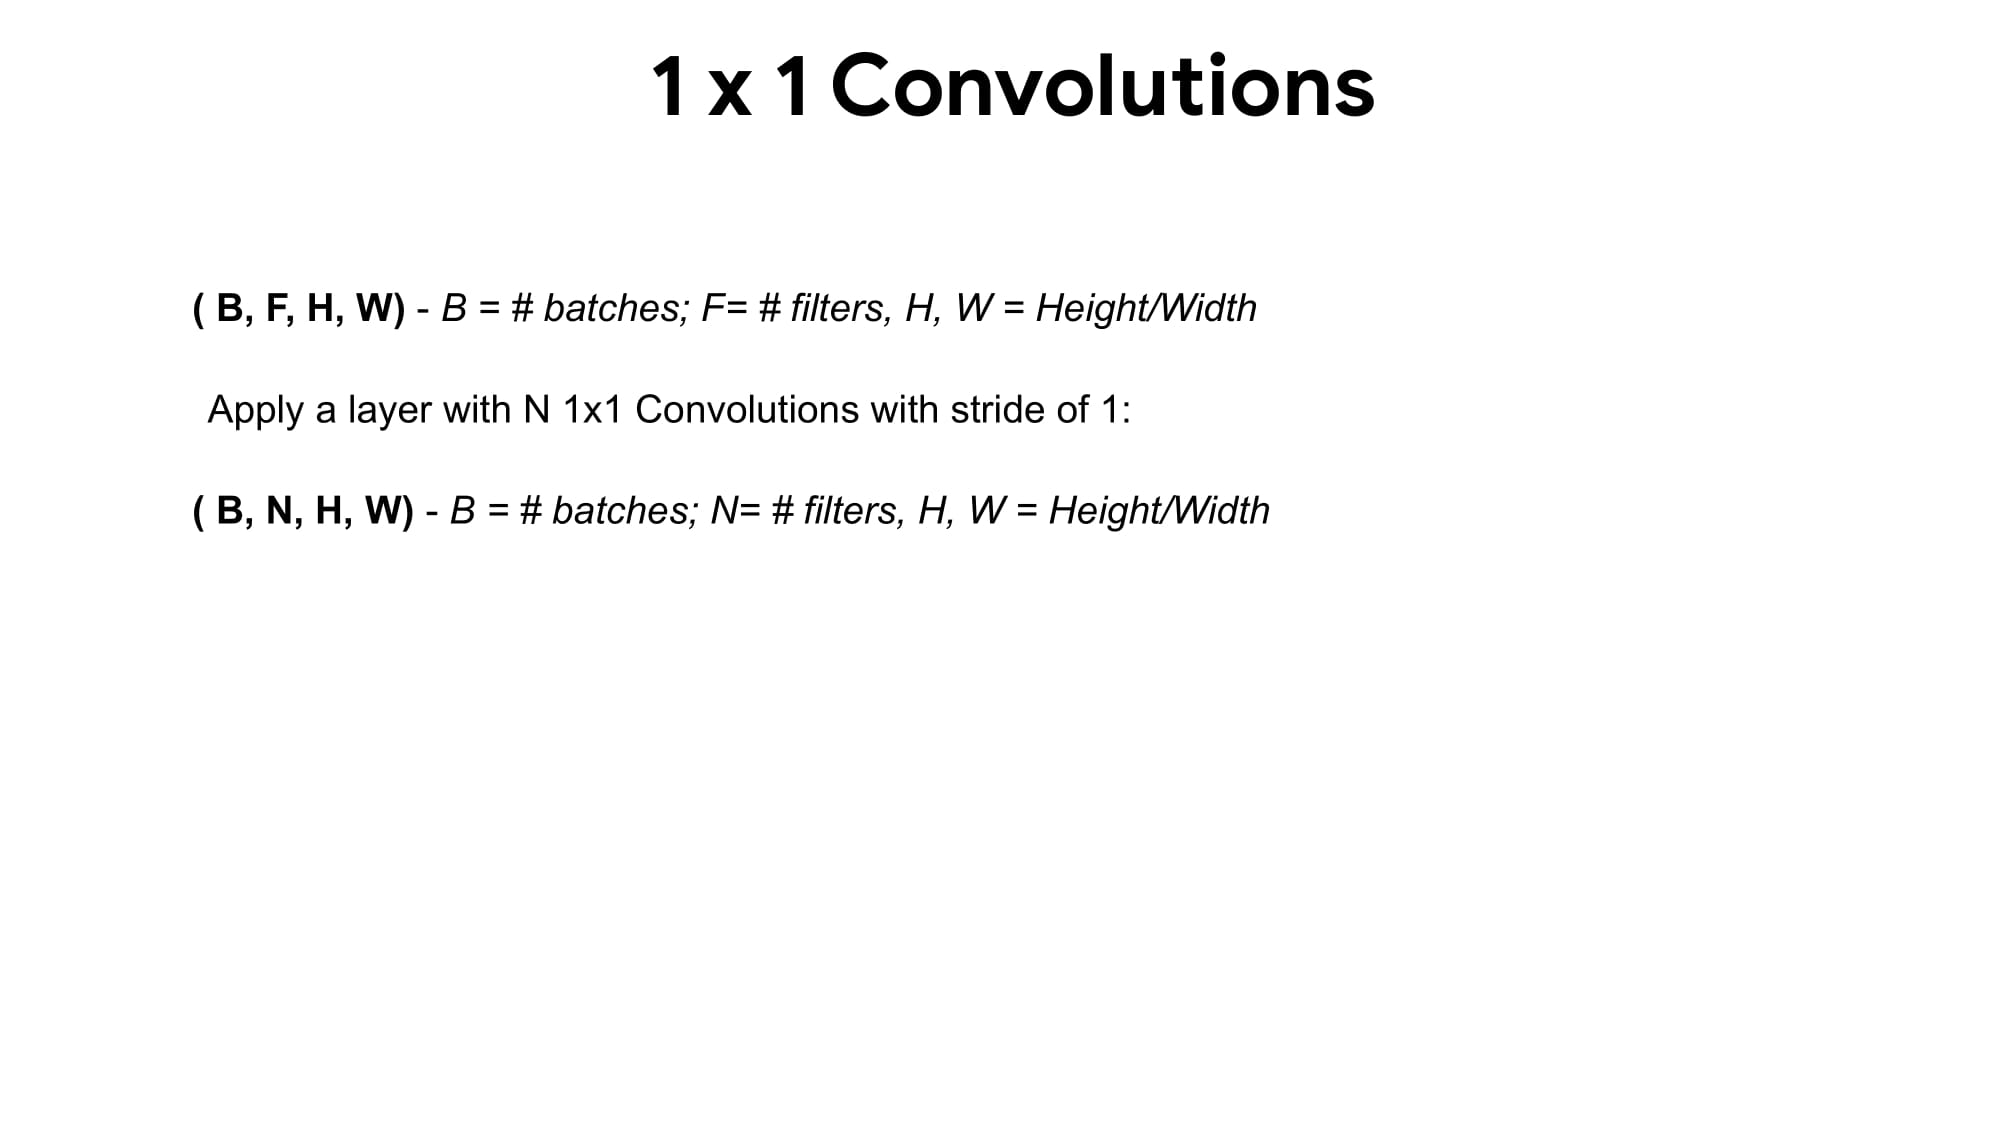 1 x 1 Convolutions
( B, F, H, W) - B = # batches; F= # filters, H, W = Height/Width
Apply a layer with N 1x1 Convolutions with stride of 1:
( B, N, H, W) - B = # batches; N= # filters, H, W = Height/Width